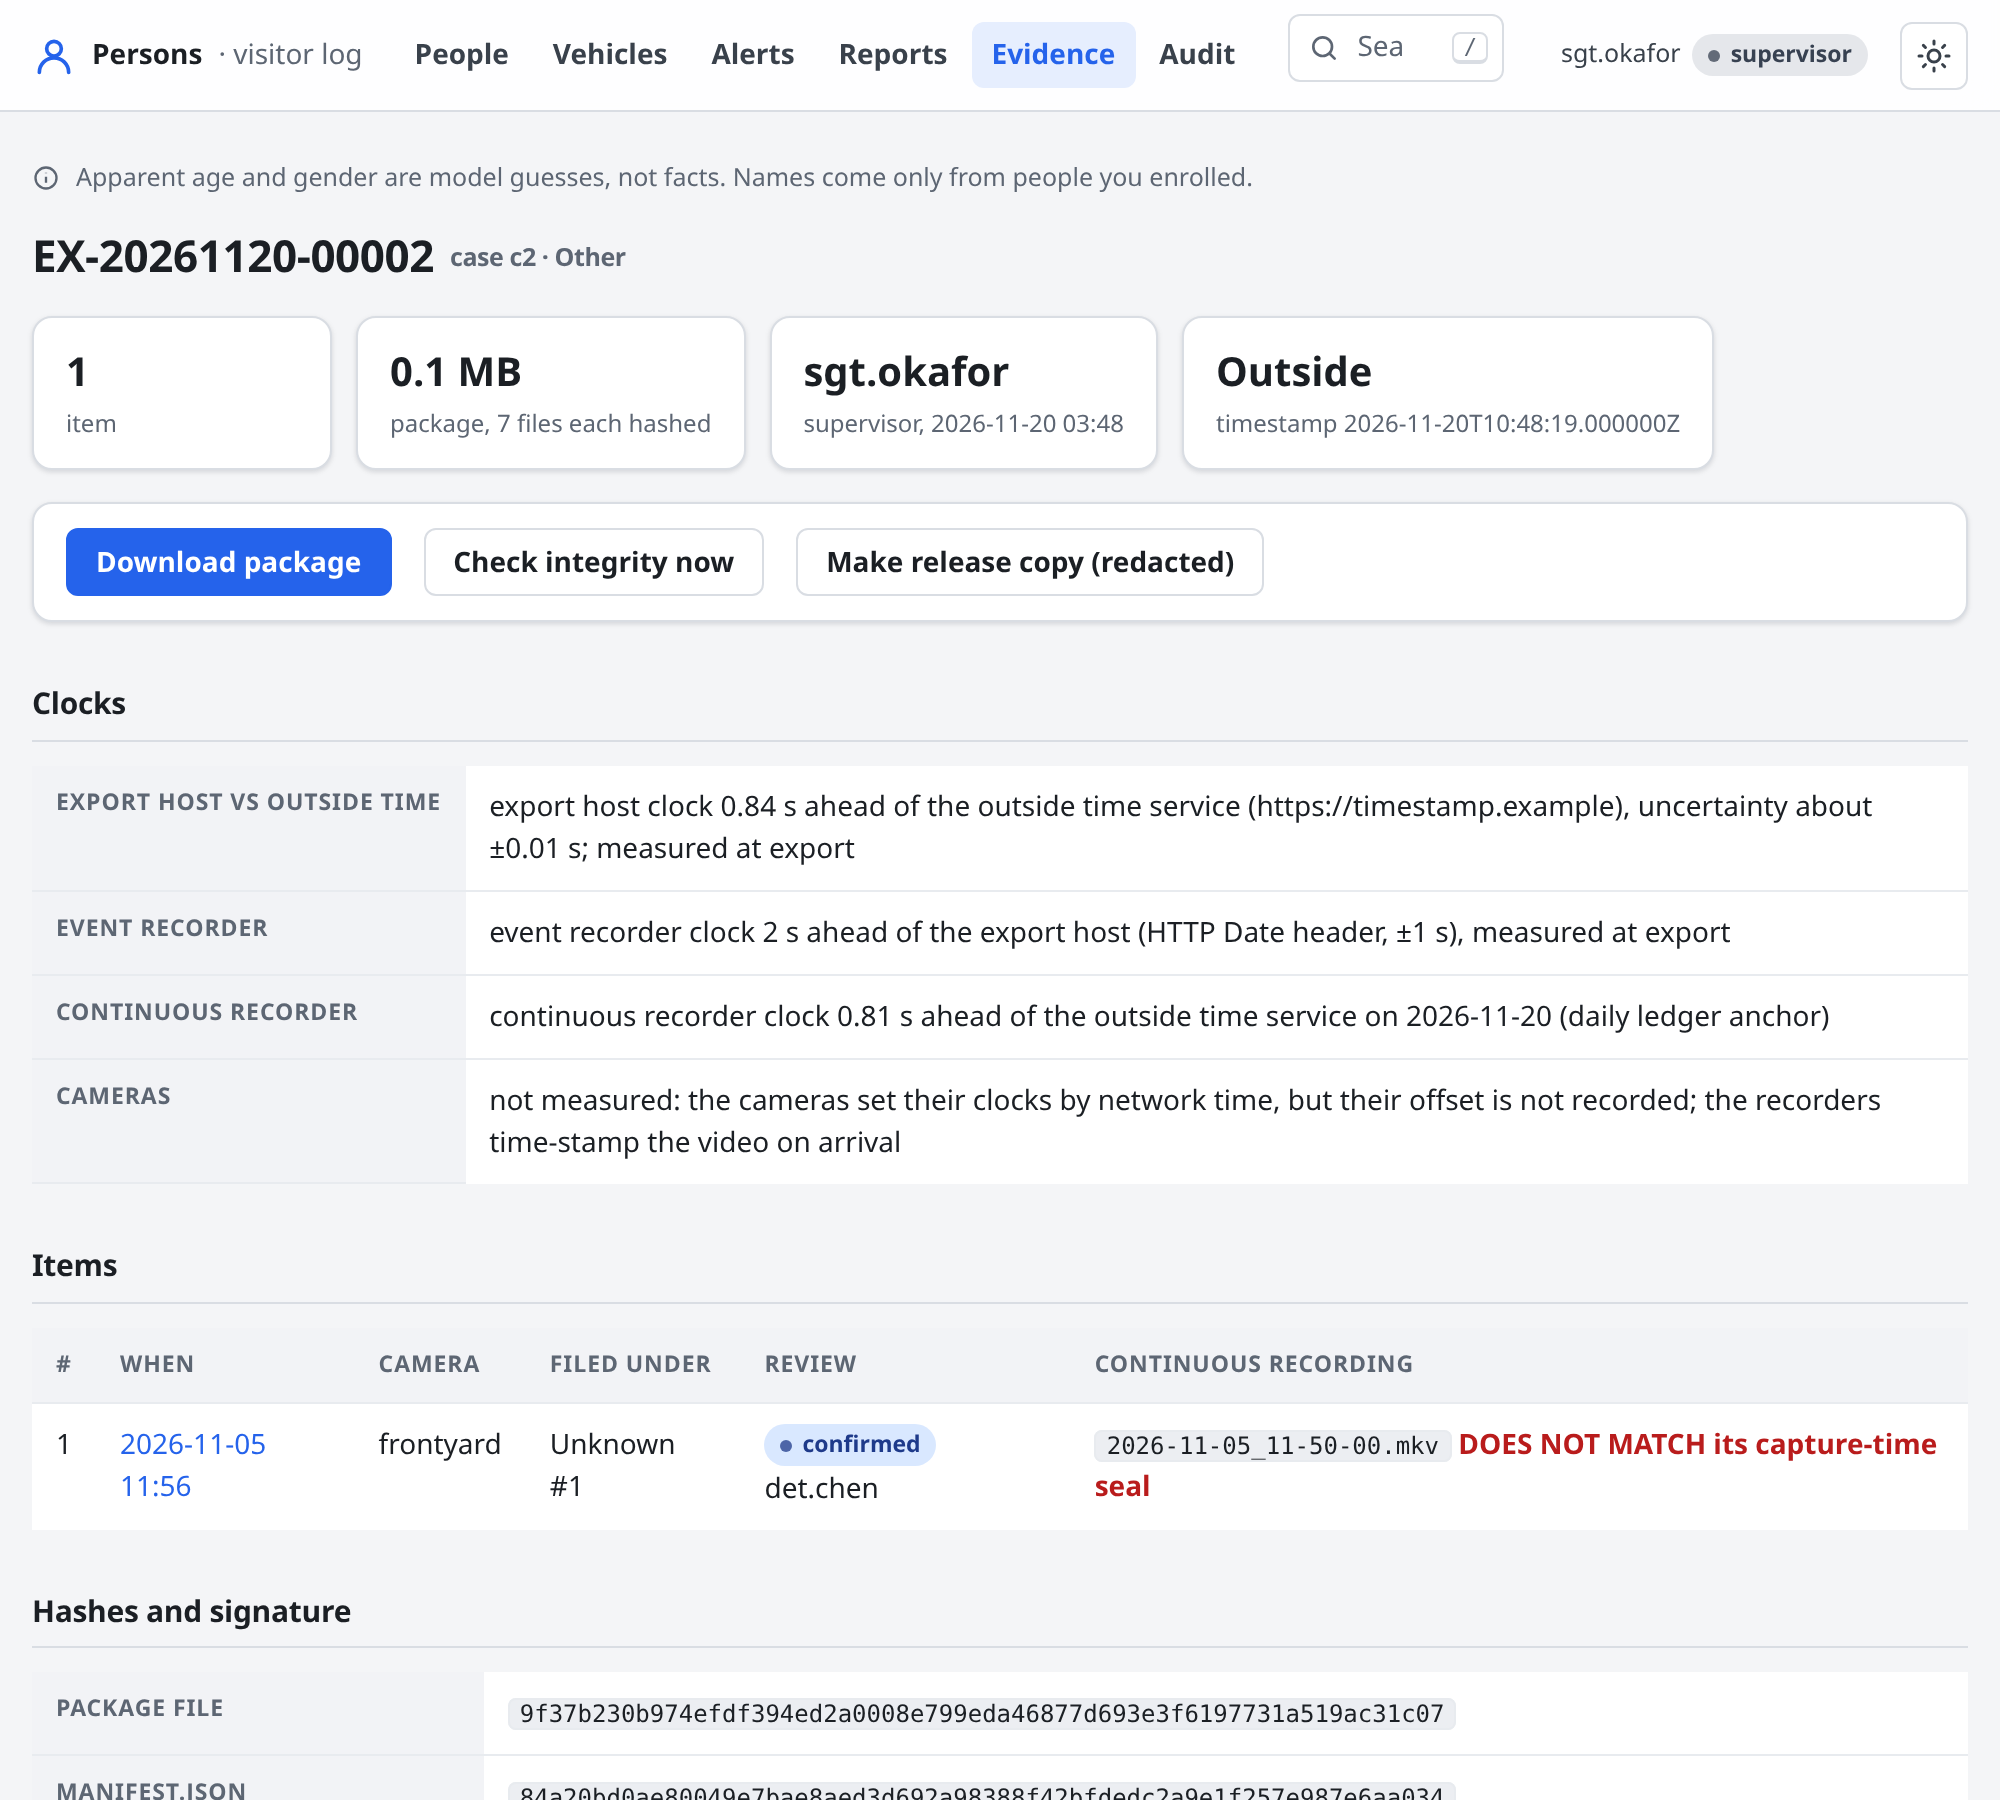 Persons · visitor log People Vehicles Alerts Reports Evidence Audit Sea / sgt.okafor supervisor
Apparent age and gender are model guesses, not facts. Names come only from people you enrolled.
EX-20261120-00002 case c2 · Other
1
item
0.1 MB
package, 7 files each hashed
sgt.okafor
supervisor, 2026-11-20 03:48
Outside
timestamp 2026-11-20T10:48:19.000000Z
Download package Check integrity now Make release copy (redacted)
Clocks
EXPORT HOST VS OUTSIDE TIME export host clock 0.84 s ahead of the outside time service (https://timestamp.example), uncertainty about
±0.01 s; measured at export
EVENT RECORDER event recorder clock 2 s ahead of the export host (HTTP Date header, ±1 s), measured at export
CONTINUOUS RECORDER continuous recorder clock 0.81 s ahead of the outside time service on 2026-11-20 (daily ledger anchor)
CAMERAS not measured: the cameras set their clocks by network time, but their offset is not recorded; the recorders
time-stamp the video on arrival
Items
# WHEN CAMERA FILED UNDER REVIEW CONTINUOUS RECORDING
1 2026-11-05 frontyard Unknown confirmed 2026-11-05_11-50-00.mkv DOES NOT MATCH its capture-time
11:56 #1 det.chen seal
Hashes and signature
PACKAGE FILE 9f37b230b974efdf394ed2a0008e799eda46877d693e3f6197731a519ac31c07
MANIFEST.JSON 84a20bd0ae80049e7bae8aed3d692a98388f42bfdedc2a9e1f257e987e6aa034